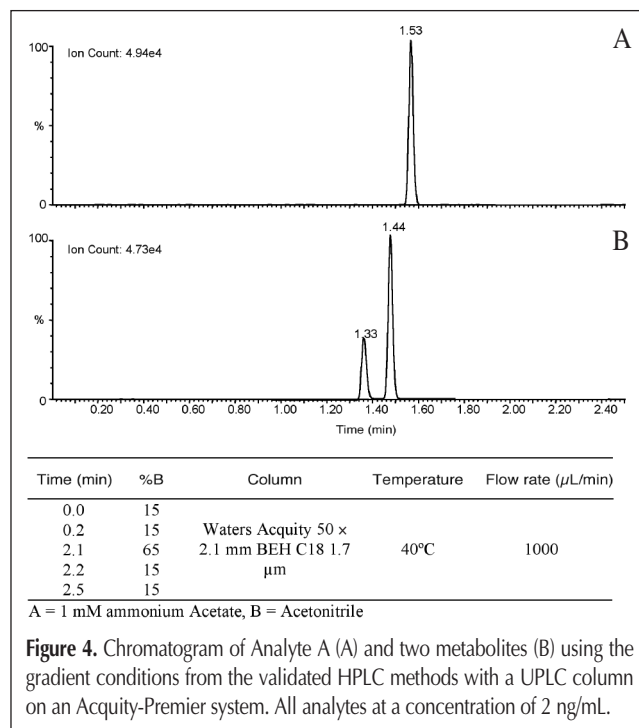 1.53
A
100
Ion Count: 4.94e4
%
0
1.44
B
100
Ion Count: 4.73e4
%
1.33
0
0.20 0.40 0.60 0.80 1.00 1.20 1.40 1.60 1.80 2.00 2.20 2.40
Time (min)
Time (min) %B Column Temperature Flow rate (µL/min)
0.0 15
0.2 15 Waters Acquity 50 ×
2.1 65 2.1 mm BEH C18 1.7 40ºC 1000
2.2 15 µm
2.5 15
A = 1 mM ammonium Acetate, B = Acetonitrile
Figure 4. Chromatogram of Analyte A (A) and two metabolites (B) using the
gradient conditions from the validated HPLC methods with a UPLC column
on an Acquity-Premier system. All analytes at a concentration of 2 ng/mL.